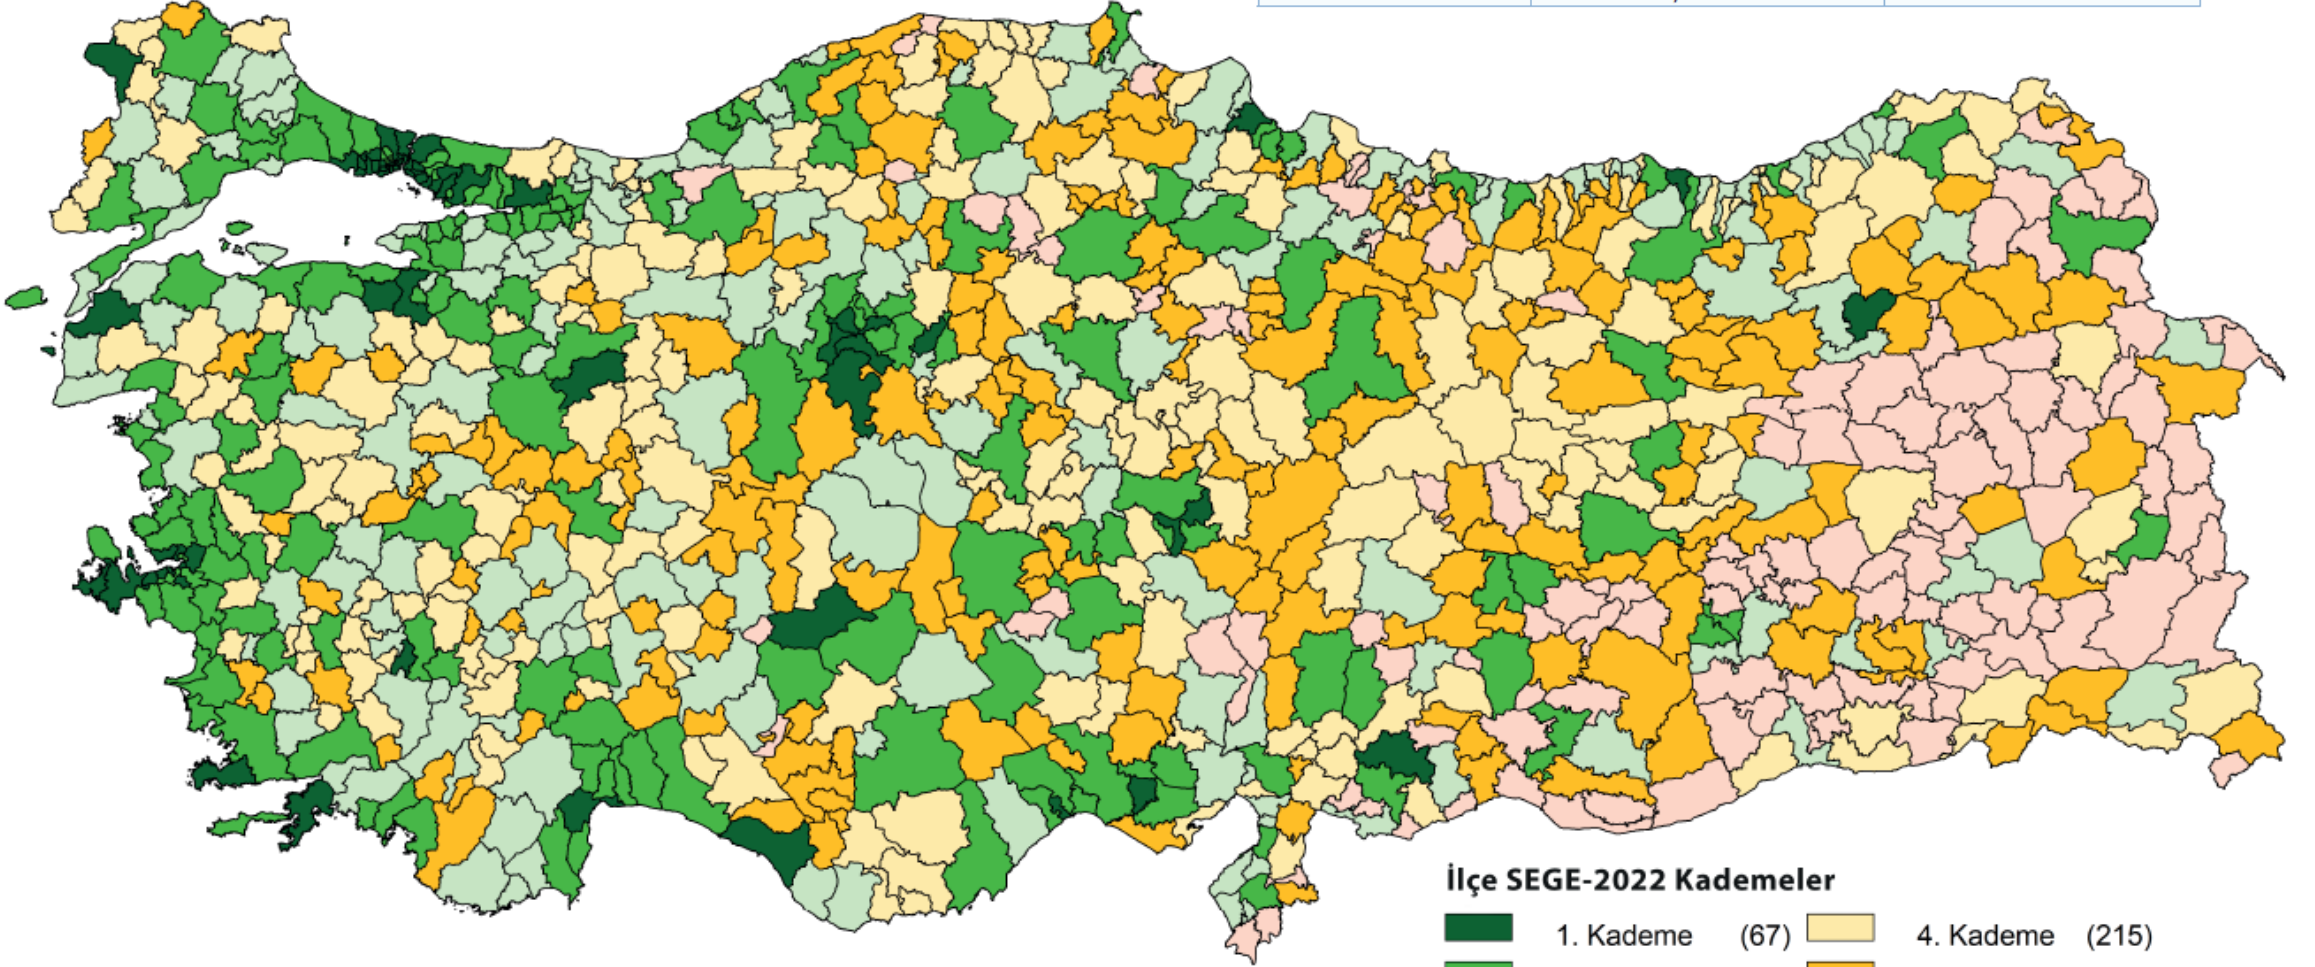 İlçe SEGE-2022 Kademeler
1. Kademe (67) 4. Kademe (215)